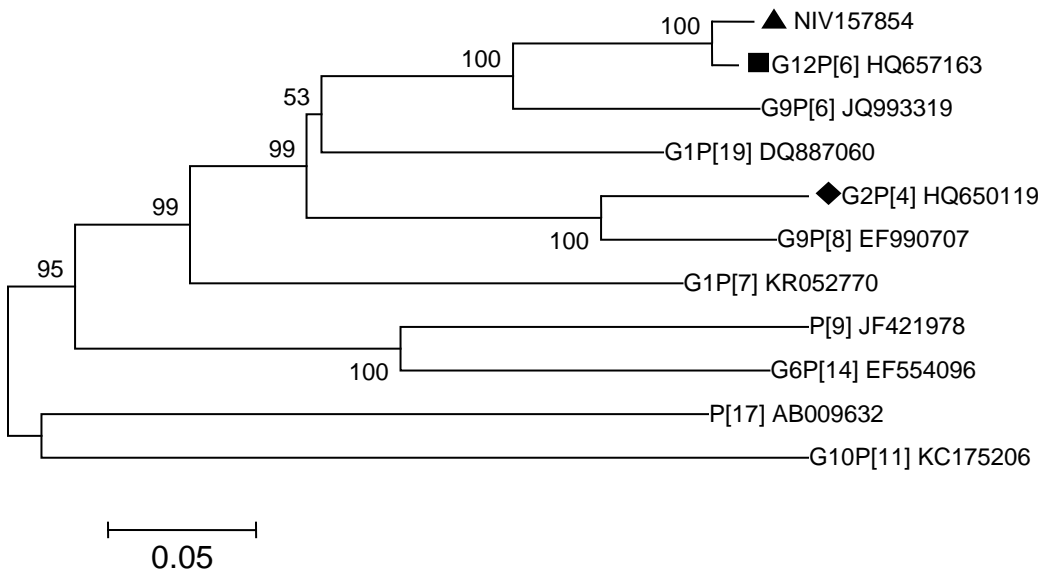 NIV157854
100
G12P[6] HQ657163
100
G9P[6] JQ993319
53
G1P[19] DQ887060
99
G2P[4] HQ650119
99
G9P[8] EF990707
100
95
G1P[7] KR052770
P[9] JF421978
100
G6P[14] EF554096
P[17] AB009632
G10P[11] KC175206
0.05